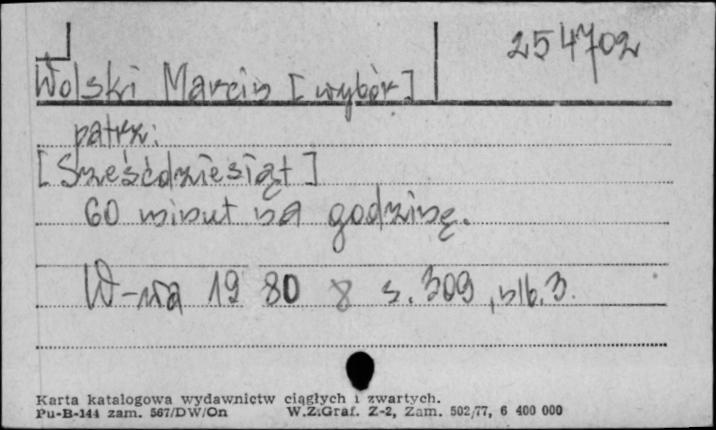 254702
Wolski Marcin [wybór]
patrz:
[Sześćdziesiąt]
60 minut na godzinę.
W-wa 1980 8 s. 309, nlb. 3.
Karta katalogowa wydawnictw ciągłych i zwartych.
Pu-B-144 zam. 567/DW/On W.Z.Graf. Z-2, Zam. 502/77, 6 400 000